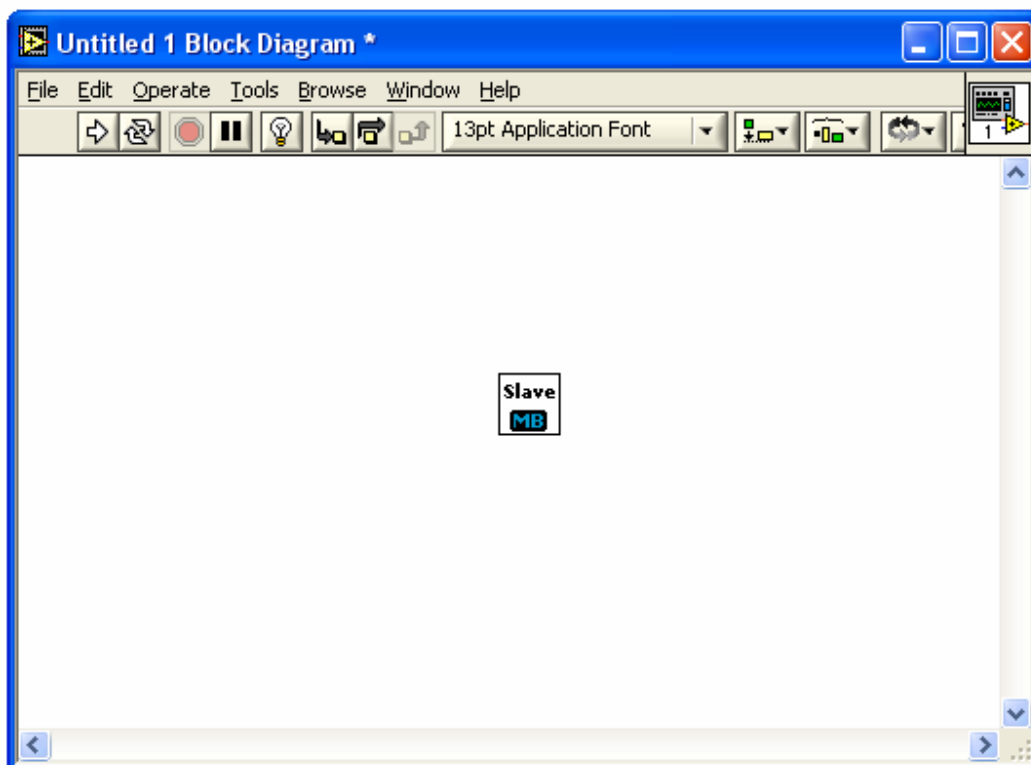 Untitled 1 Block Diagram *
File Edit Operate Tools Browse Window Help
13pt Application Font
1
Slave
MB